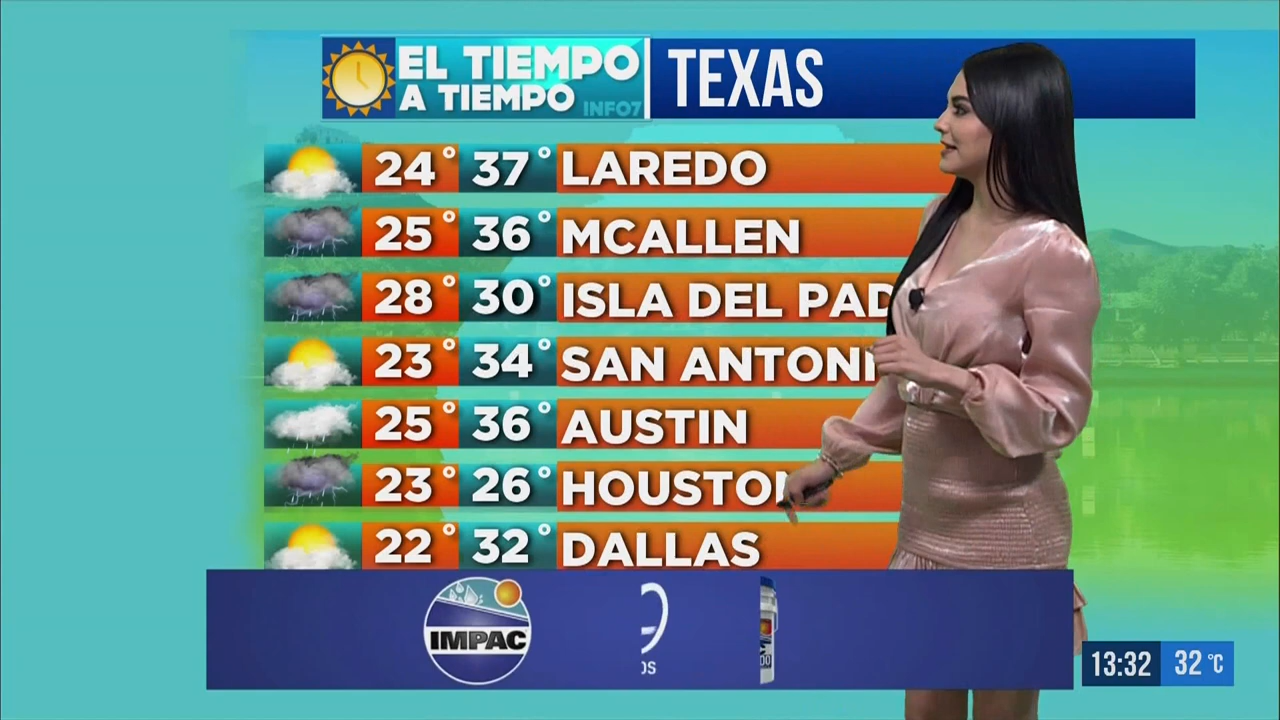 EL TIEMPO
A TIEMPO INFO7
TEXAS
24° 37° LAREDO
25° 36° MCALLEN
28° 30° ISLA DEL PAD
23° 34° SAN ANTONI
25° 36° AUSTIN
23° 26° HOUSTON
22° 32° DALLAS
IMPAC
13:32 32 °C